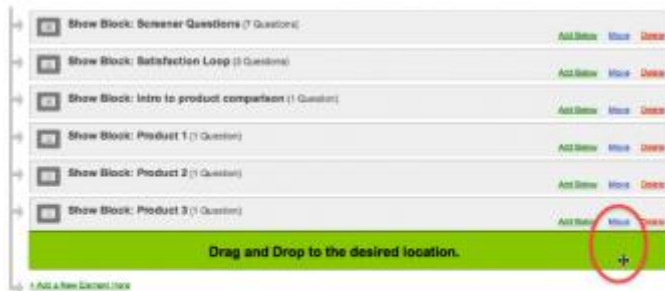 Show Block: Screener Questions (7 Questions)
Add Below Move Delete
Show Block: Satisfaction Loop (3 Questions)
Add Below Move Delete
Show Block: Intro to product comparison (1 Question)
Add Below Move Delete
Show Block: Product 1 (1 Question)
Add Below Move Delete
Show Block: Product 2 (1 Question)
Add Below Move Delete
Show Block: Product 3 (1 Question)
Add Below Move Delete
Drag and Drop to the desired location.
+ Add a New Element Here